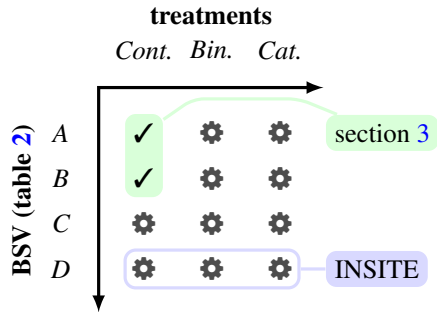 treatments
Cont. Bin. Cat.
BSV (table 2)
A ✓ section 3
B ✓
C
D INSITE